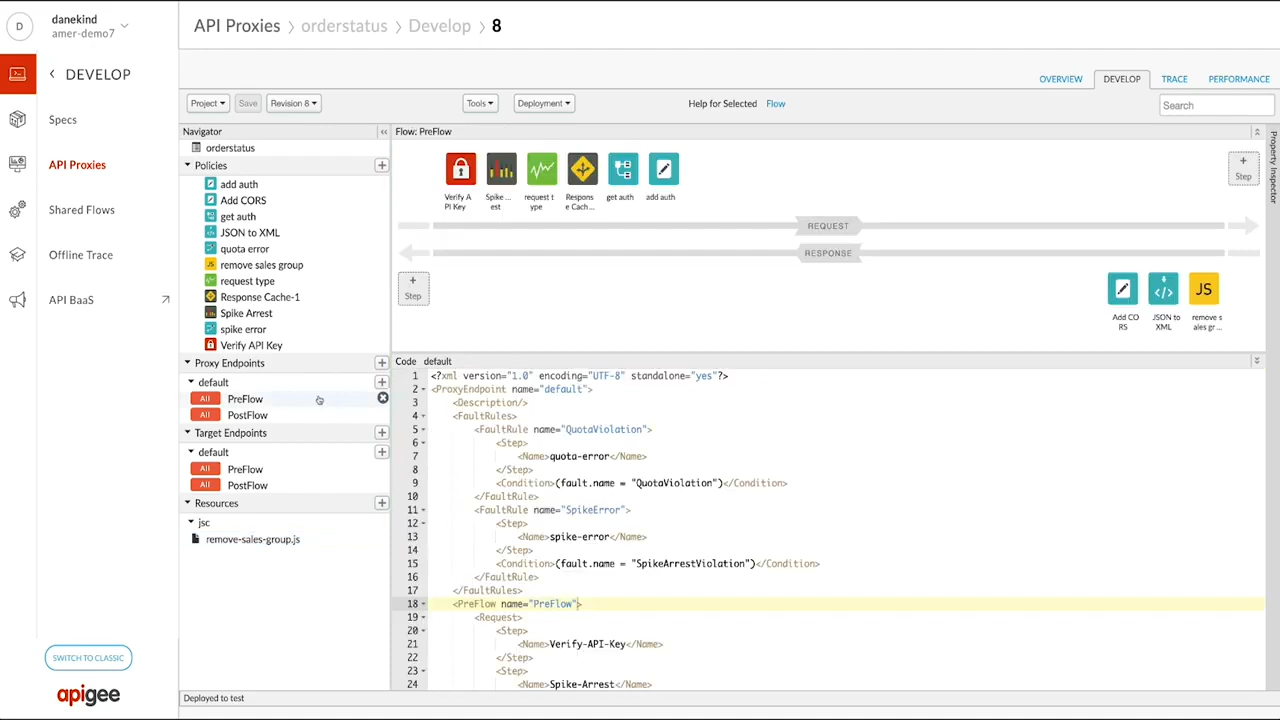 D
danekind
amer-demo7
API Proxies > orderstatus > Develop > 8
DEVELOP
OVERVIEW
DEVELOP
TRACE
PERFORMANCE
Specs
API Proxies
Shared Flows
Offline Trace
API BaaS
SWITCH TO CLASSIC
apigee
Project
Save
Revision 8
Tools
Deployment
Help for Selected Flow
Search
Navigator
orderstatus
Policies
add auth
Add CORS
get auth
JSON to XML
quota error
JS remove sales group
request type
Response Cache-1
Spike Arrest
spike error
Verify API Key
Proxy Endpoints
default
All PreFlow
All PostFlow
Target Endpoints
default
All PreFlow
All PostFlow
Resources
jsc
remove-sales-group.js
Deployed to test
Flow: PreFlow
Verify A
PI Key
Spike ...
est
request t
ype
Respons
e Cach...
get auth
add auth
+
Step
REQUEST
RESPONSE
+
Step
JS
Add CO
RS
JSON to
XML
remove s
ales gr ...
Property Inspector
Code default
1 <?xml version="1.0" encoding="UTF-8" standalone="yes"?>
2 <ProxyEndpoint name="default">
3 <Description/>
4 <FaultRules>
5 <FaultRule name="QuotaViolation">
6 <Step>
7 <Name>quota-error</Name>
8 </Step>
9 <Condition>(fault.name = "QuotaViolation")</Condition>
10 </FaultRule>
11 <FaultRule name="SpikeError">
12 <Step>
13 <Name>spike-error</Name>
14 </Step>
15 <Condition>(fault.name = "SpikeArrestViolation")</Condition>
16 </FaultRule>
17 </FaultRules>
18 <PreFlow name="PreFlow">
19 <Request>
20 <Step>
21 <Name>Verify-API-Key</Name>
22 </Step>
23 <Step>
24 <Name>Spike-Arrest</Name>